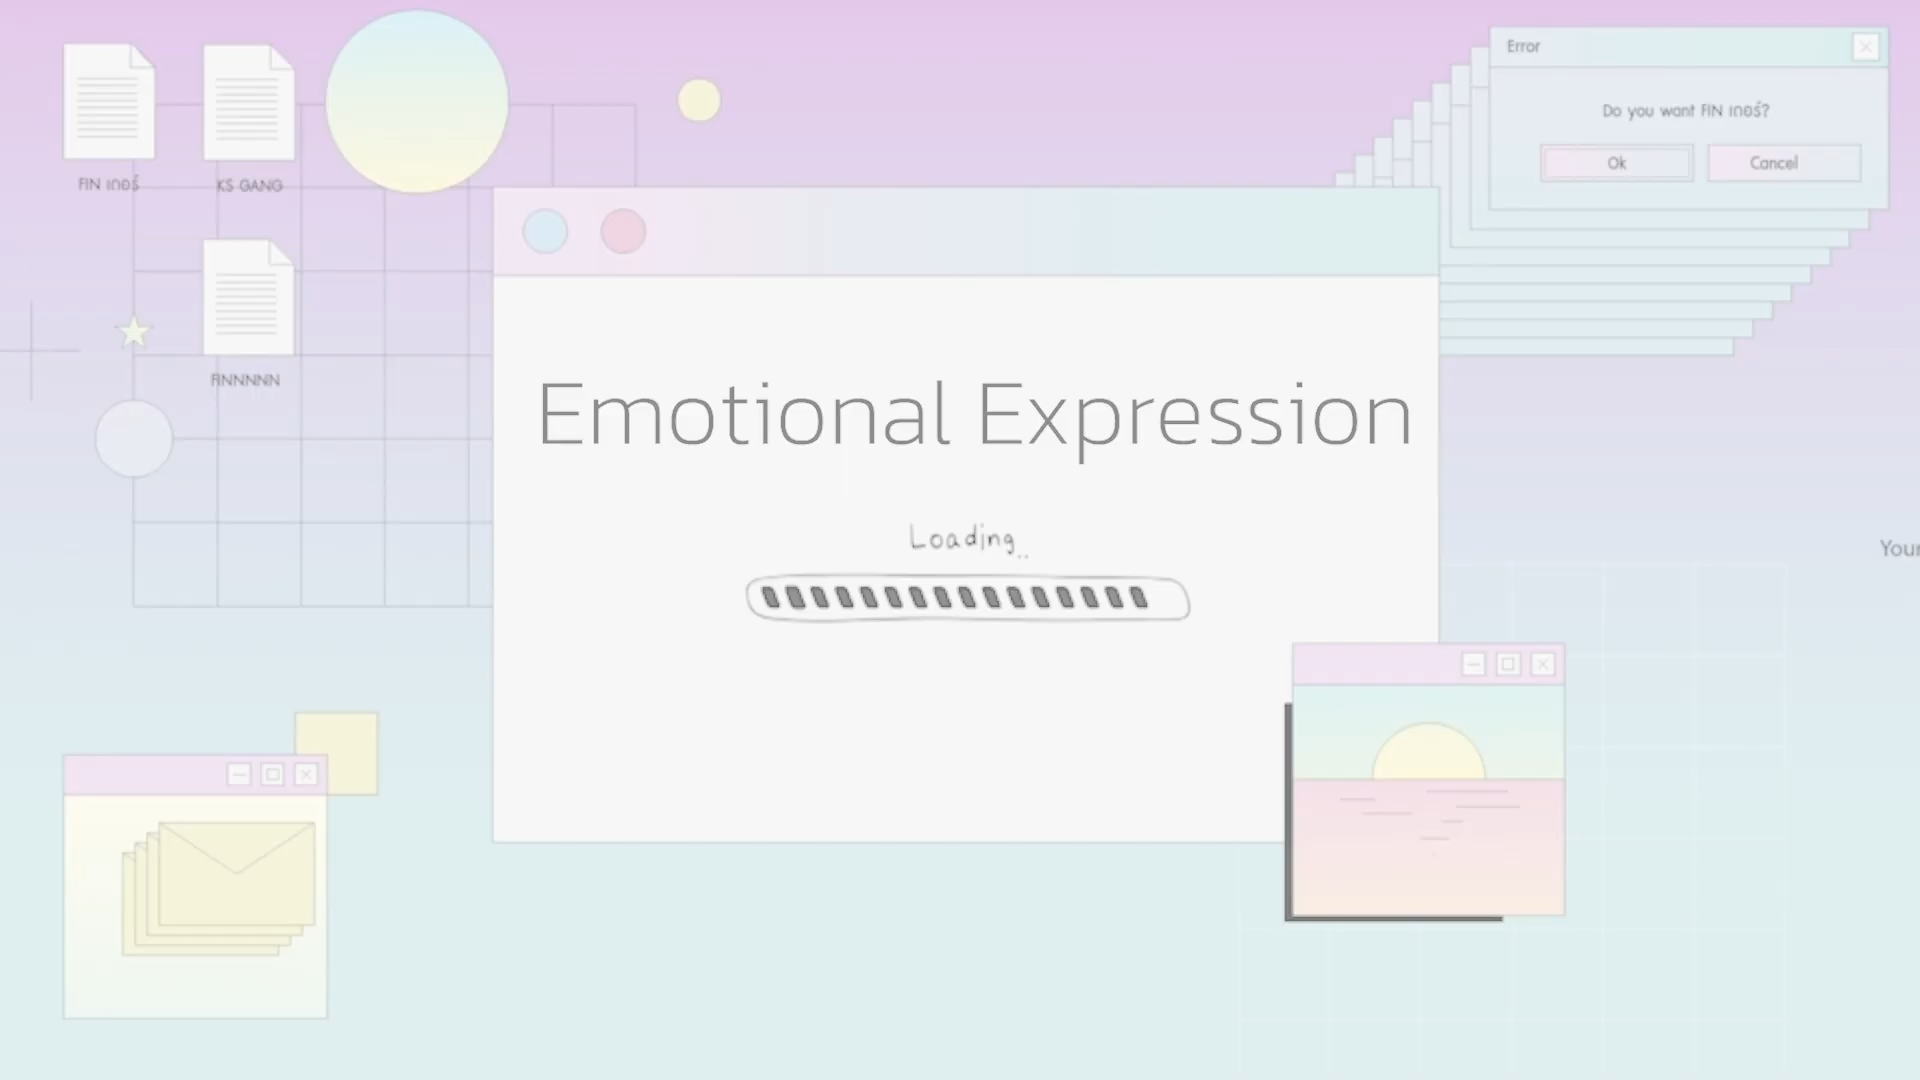 Error
Do you want FIN เกอร์?
Ok
Cancel
FIN เกอร์
KS GANG
FINNNNN
Emotional Expression
Loading..
Your